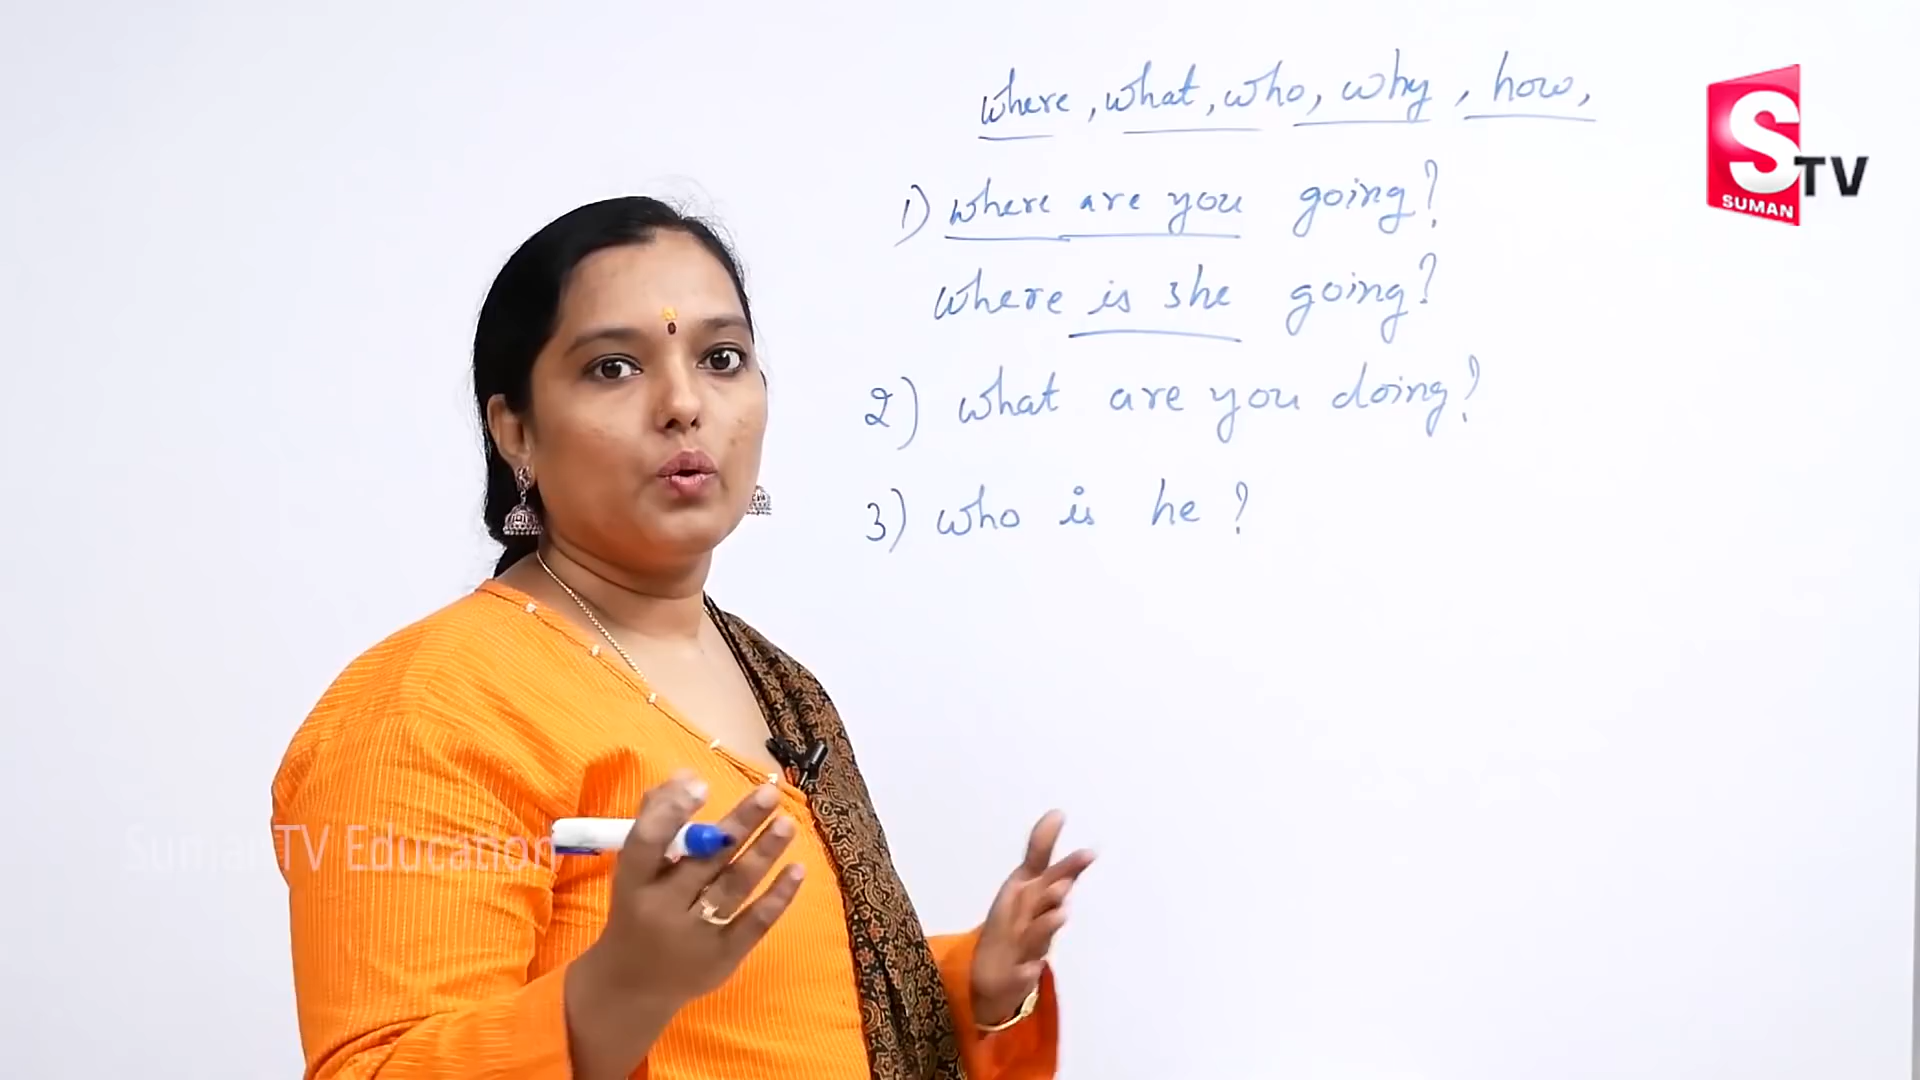 where, what, who, why, how,
1) where are you going?
where is she going?
2) what are you doing?
3) who is he?
S TV
SUMAN
Suman TV Education